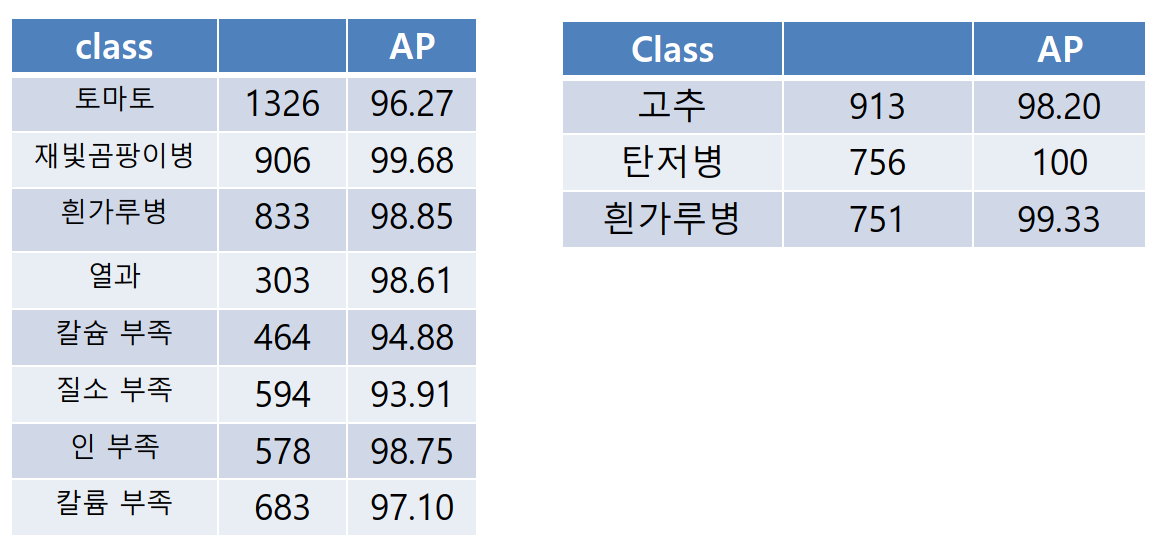 class AP
토마토 1326 96.27
재빛곰팡이병 906 99.68
흰가루병 833 98.85
열과 303 98.61
칼슘 부족 464 94.88
질소 부족 594 93.91
인 부족 578 98.75
칼륨 부족 683 97.10
Class AP
고추 913 98.20
탄저병 756 100
흰가루병 751 99.33